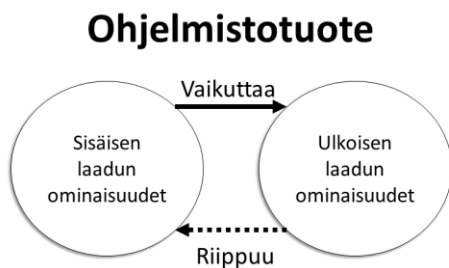 Ohjelmistotuote
Vaikuttaa
Sisäisen
laadun
ominaisuudet
Ulkoisen
laadun
ominaisuudet
Riippuu